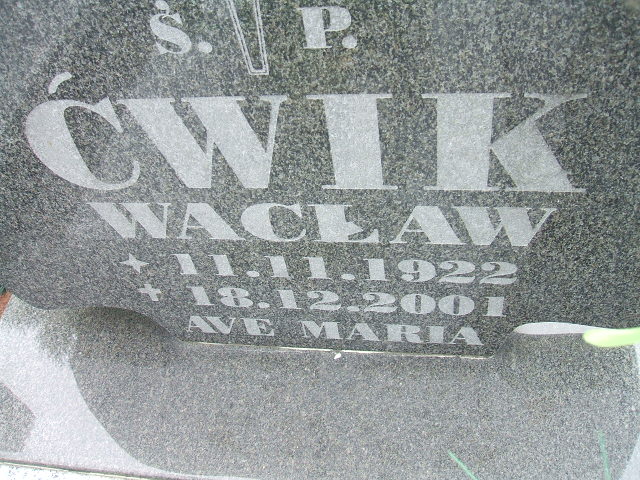 Ś. P.
ĆWIK
WACŁAW
11.11.1922
+ 18.12.2001
AVE MARIA